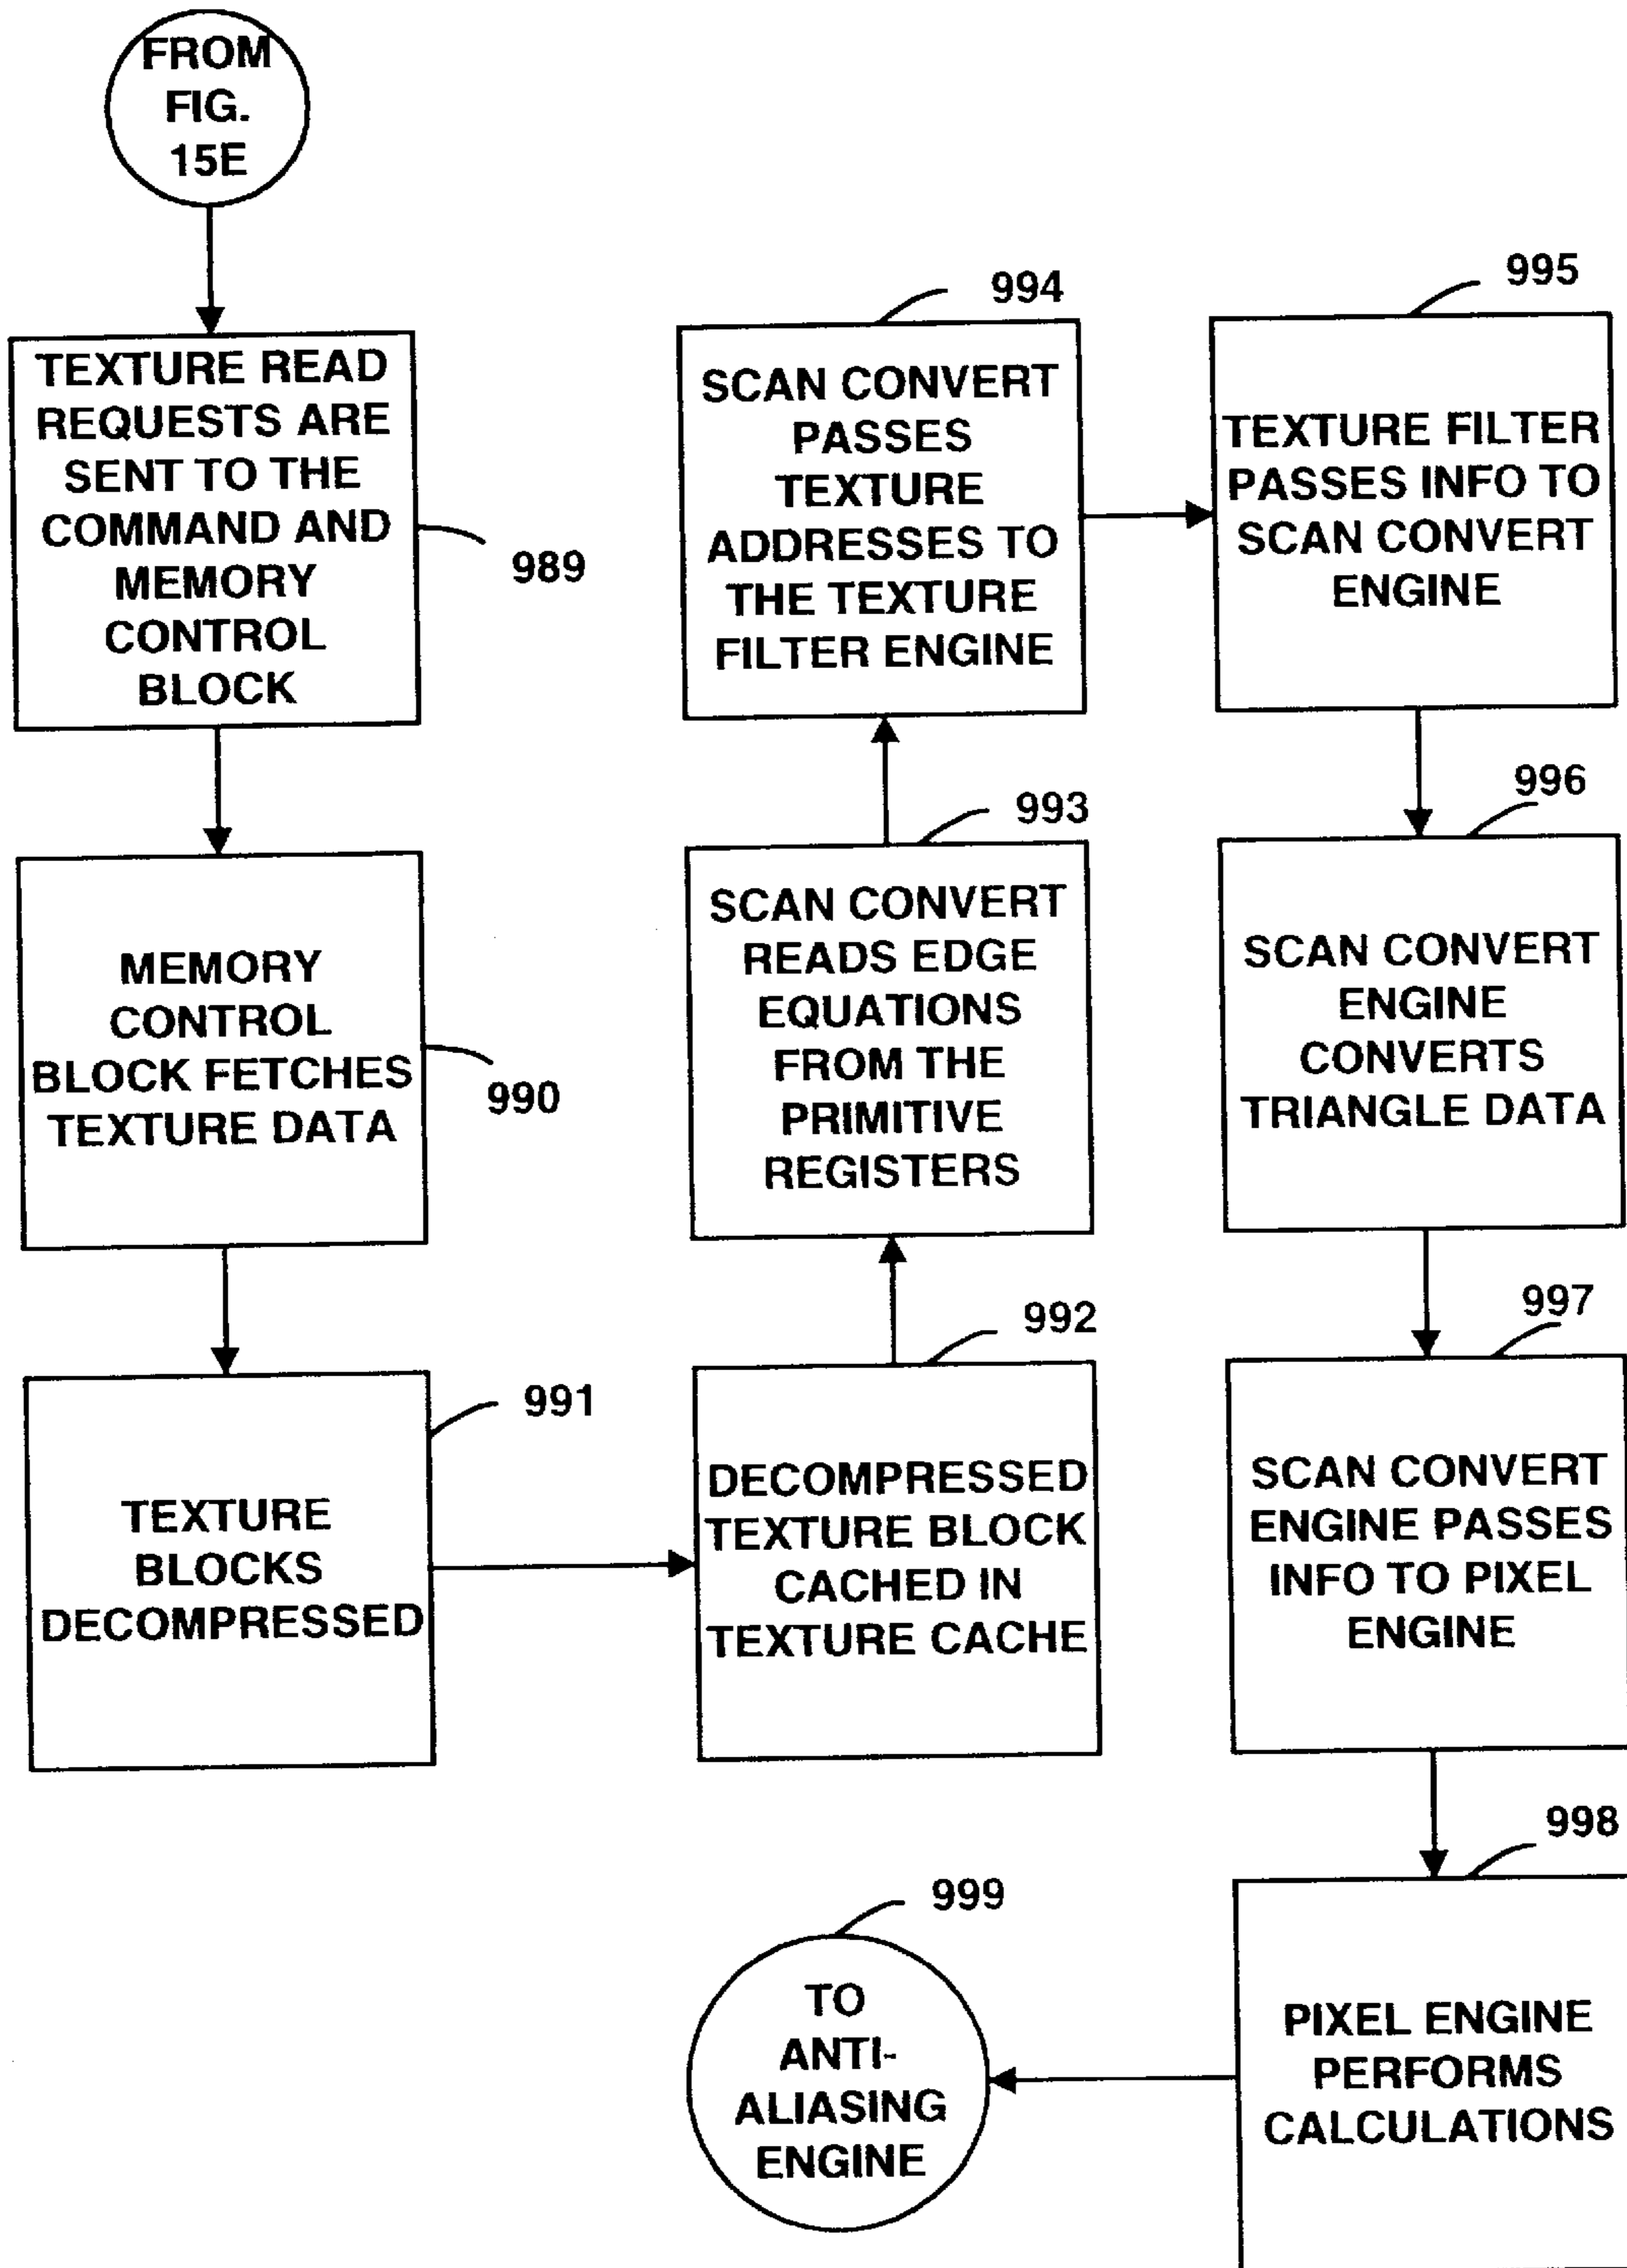 FROM
FIG.
15E
TEXTURE READ
REQUESTS ARE
SENT TO THE
COMMAND AND
MEMORY
CONTROL
BLOCK
989
MEMORY
CONTROL
BLOCK FETCHES
TEXTURE DATA
990
TEXTURE
BLOCKS
DECOMPRESSED
991
DECOMPRESSED
TEXTURE BLOCK
CACHED IN
TEXTURE CACHE
992
SCAN CONVERT
READS EDGE
EQUATIONS
FROM THE
PRIMITIVE
REGISTERS
993
SCAN CONVERT
PASSES
TEXTURE
ADDRESSES TO
THE TEXTURE
FILTER ENGINE
994
TEXTURE FILTER
PASSES INFO TO
SCAN CONVERT
ENGINE
995
SCAN CONVERT
ENGINE
CONVERTS
TRIANGLE DATA
996
SCAN CONVERT
ENGINE PASSES
INFO TO PIXEL
ENGINE
997
PIXEL ENGINE
PERFORMS
CALCULATIONS
998
TO
ANTI-
ALIASING
ENGINE
999